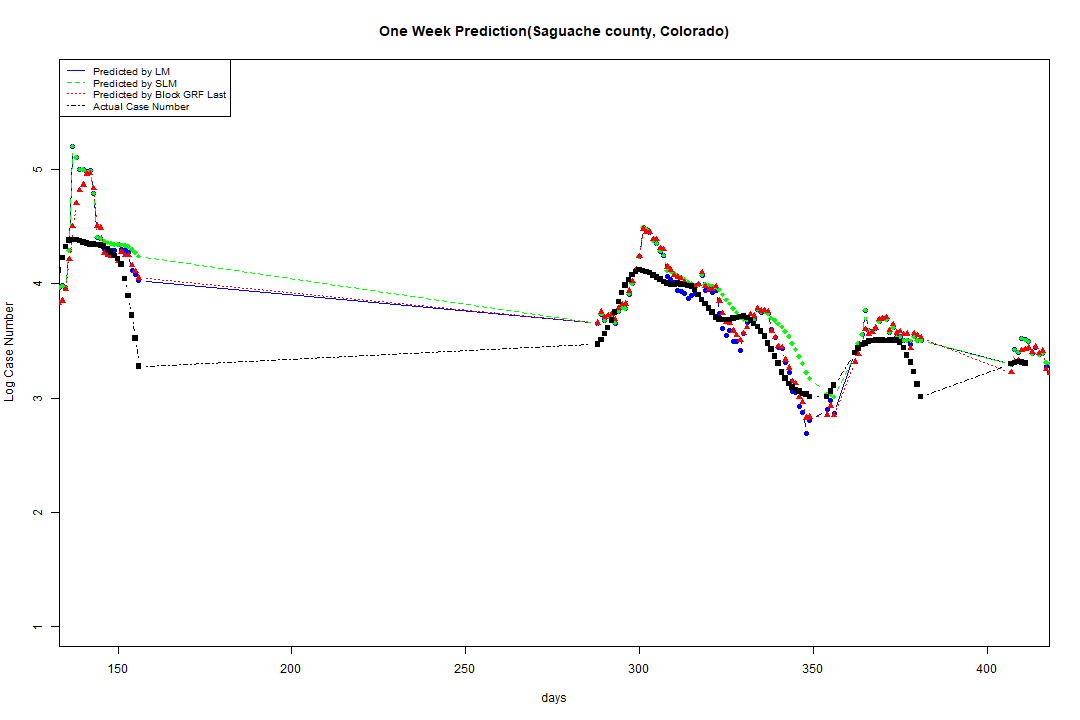 One Week Prediction(Saguache county, Colorado)
Predicted by LM
Predicted by SLM
Predicted by Block GRF Last
Actual Case Number
Log Case Number
5
4
3
2
1
150 200 250 300 350 400
days